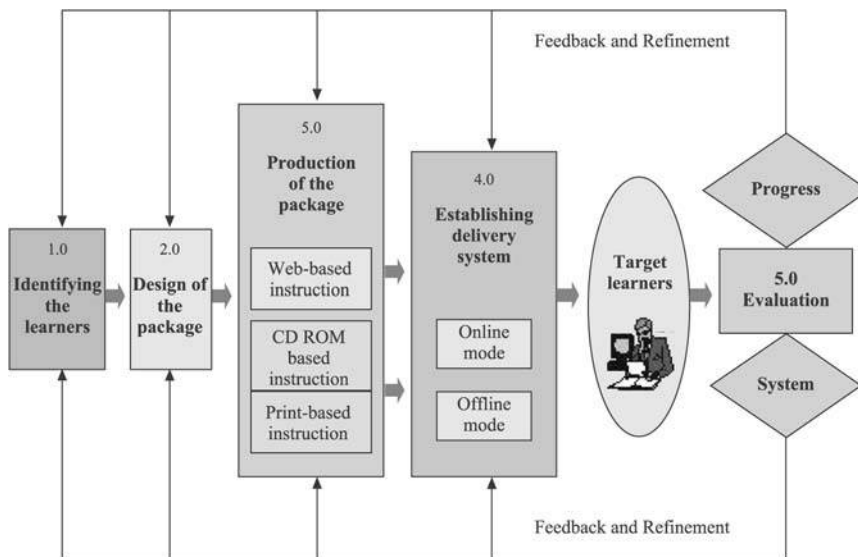 Feedback and Refinement
1.0
Identifying
the
learners
2.0
Design of
the
package
5.0
Production
of the
package
Web-based
instruction
CD ROM
based
instruction
Print-based
instruction
4.0
Establishing
delivery
system
Online
mode
Offline
mode
Target
learners
Progress
5.0
Evaluation
System
Feedback and Refinement